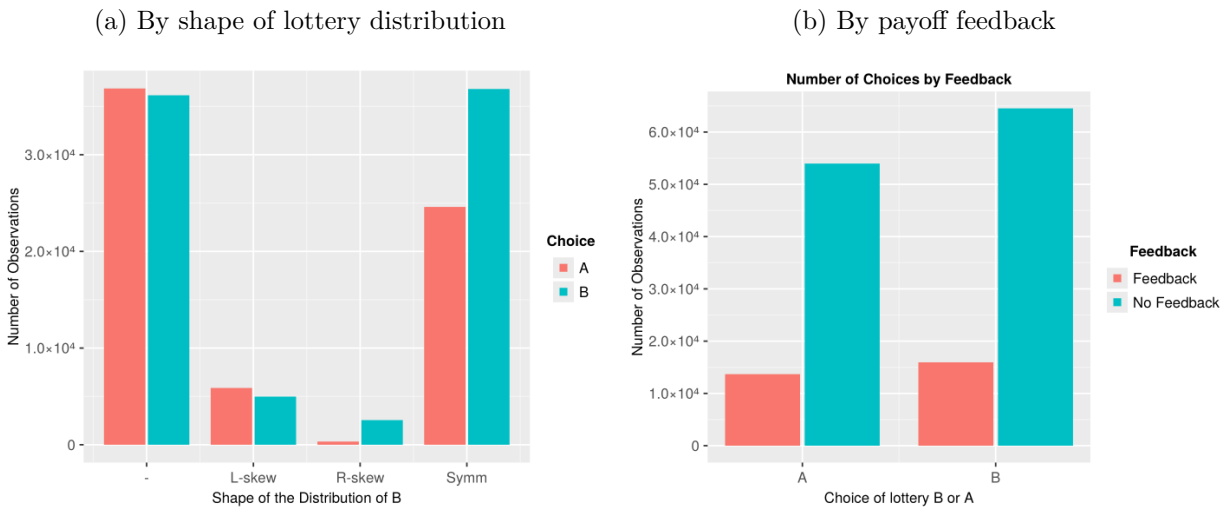 (a) By shape of lottery distribution
Number of Observations
3.0×10⁴
2.0×10⁴
1.0×10⁴
0
-
L-skew
R-skew
Symm
Shape of the Distribution of B
Choice
A
B
(b) By payoff feedback
Number of Choices by Feedback
Number of Observations
6.0×10⁴
5.0×10⁴
4.0×10⁴
3.0×10⁴
2.0×10⁴
1.0×10⁴
0
A
B
Choice of lottery B or A
Feedback
Feedback
No Feedback